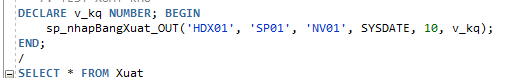 DECLARE v_kq NUMBER; BEGIN
sp_nhapBangXuat_OUT('HDX01', 'SP01', 'NV01', SYSDATE, 10, v_kq);
END;
/
SELECT * FROM Xuat